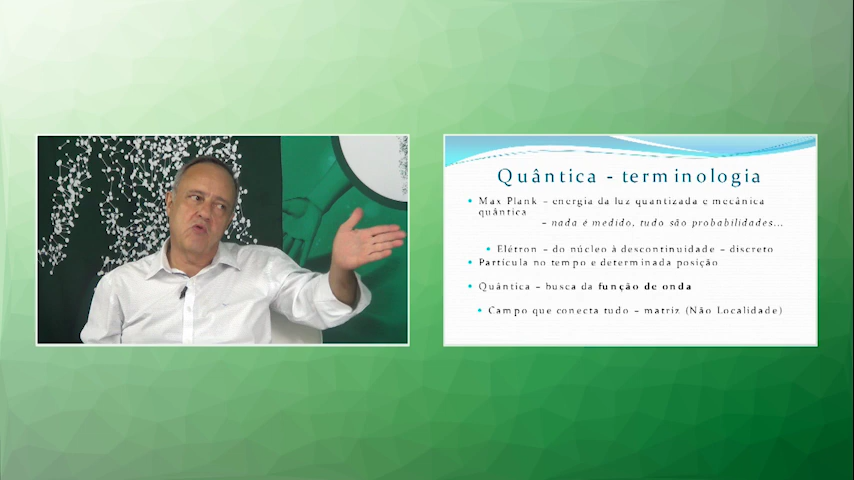 Quântica - terminologia
• Max Plank – energia da luz quantizada e mecânica
quântica
– nada é medido, tudo são probabilidades...
• Elétron – do núcleo à descontinuidade – discreto
• Partícula no tempo e determinada posição
• Quântica – busca da função de onda
• Campo que conecta tudo – matriz (Não Localidade)